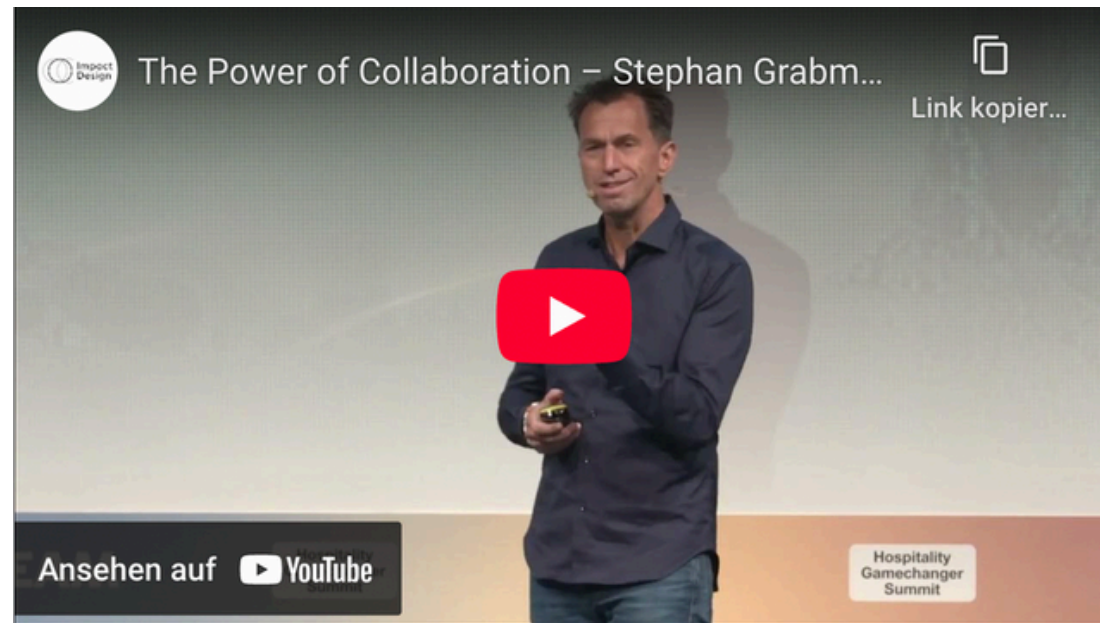 Impact
Design
The Power of Collaboration – Stephan Grabm...
Link kopier...
Ansehen auf YouTube
Hospitality
Gamechanger
Summit